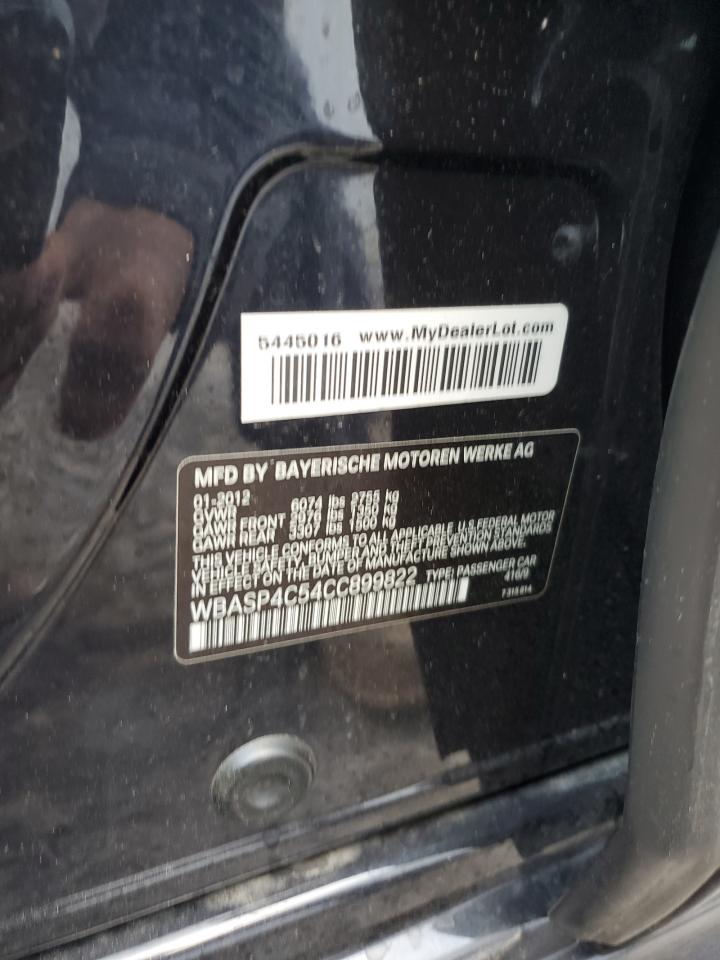 5445016 www.MyDealerLot.com
MFD BY BAYERISCHE MOTOREN WERKE AG
01-2012
GVWR 6074 lbs 2755 kg
GAWR FRONT 2976 lbs 1350 kg
GAWR REAR 3307 lbs 1500 kg
THIS VEHICLE CONFORMS TO ALL APPLICABLE U.S FEDERAL MOTOR
VEHICLE SAFETY, BUMPER AND THEFT PREVENTION STANDARDS
IN EFFECT ON THE DATE OF MANUFACTURE SHOWN ABOVE.
WBASP4C54CC899822 TYPE: PASSENGER CAR
416/9